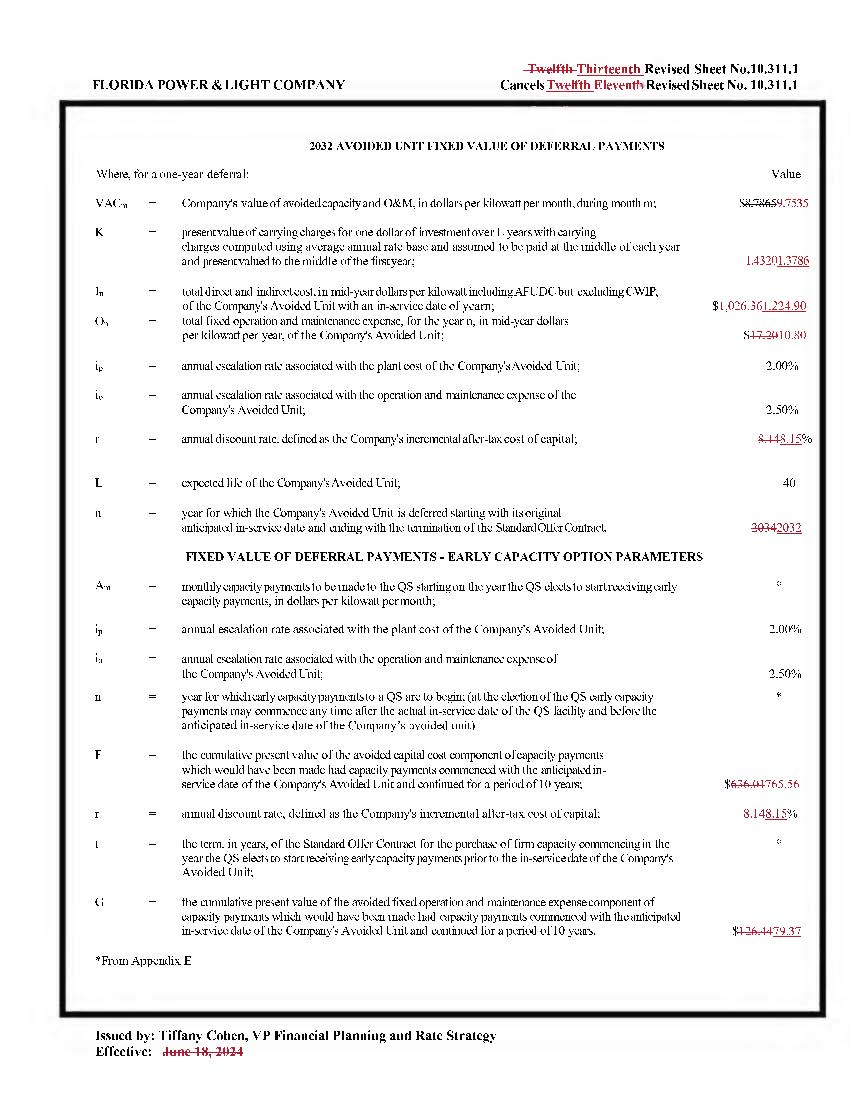 Twelfth Thirteenth Revised Sheet No.10.311.1
FLORIDA POWER & LIGHT COMPANY Cancels Twelfth Eleventh Revised Sheet No. 10.311.1
2032 AVOIDED UNIT FIXED VALUE OF DEFERRAL PAYMENTS
Where, for a one-year deferral: Value
VACm = Company's value of avoided capacity and O&M, in dollars per kilowatt per month, during month m; $8.78659.7535
K = present value of carrying charges for one dollar of investment over L years with carrying
charges computed using average annual rate base and assumed to be paid at the middle of each year
and present valued to the middle of the first year; 1.43201.3786
In = total direct and indirect cost, in mid-year dollars per kilowatt including AFUDC but excluding CWIP,
of the Company's Avoided Unit with an in-service date of year n; $1,026.361,224.90
On = total fixed operation and maintenance expense, for the year n, in mid-year dollars
per kilowatt per year, of the Company's Avoided Unit; $17.2010.80
ip = annual escalation rate associated with the plant cost of the Company's Avoided Unit; 2.00%
io = annual escalation rate associated with the operation and maintenance expense of the
Company's Avoided Unit; 2.50%
r = annual discount rate, defined as the Company's incremental after-tax cost of capital; 8.148.15%
L = expected life of the Company's Avoided Unit; 40
n = year for which the Company's Avoided Unit is deferred starting with its original
anticipated in-service date and ending with the termination of the Standard Offer Contract. 20342032
FIXED VALUE OF DEFERRAL PAYMENTS - EARLY CAPACITY OPTION PARAMETERS
Am = monthly capacity payments to be made to the QS starting on the year the QS elects to start receiving early *
capacity payments, in dollars per kilowatt per month;
ip = annual escalation rate associated with the plant cost of the Company's Avoided Unit; 2.00%
io = annual escalation rate associated with the operation and maintenance expense of
the Company's Avoided Unit; 2.50%
n = year for which early capacity payments to a QS are to begin; (at the election of the QS early capacity *
payments may commence any time after the actual in-service date of the QS facility and before the
anticipated in-service date of the Company's avoided unit)
F = the cumulative present value of the avoided capital cost component of capacity payments
which would have been made had capacity payments commenced with the anticipated in-
service date of the Company's Avoided Unit and continued for a period of 10 years; $636.01765.56
r = annual discount rate, defined as the Company's incremental after-tax cost of capital; 8.148.15%
t = the term, in years, of the Standard Offer Contract for the purchase of firm capacity commencing in the *
year the QS elects to start receiving early capacity payments prior to the in-service date of the Company's
Avoided Unit;
G = the cumulative present value of the avoided fixed operation and maintenance expense component of
capacity payments which would have been made had capacity payments commenced with the anticipated
in-service date of the Company's Avoided Unit and continued for a period of 10 years. $126.4479.37
*From Appendix E
Issued by: Tiffany Cohen, VP Financial Planning and Rate Strategy
Effective: June 18, 2024